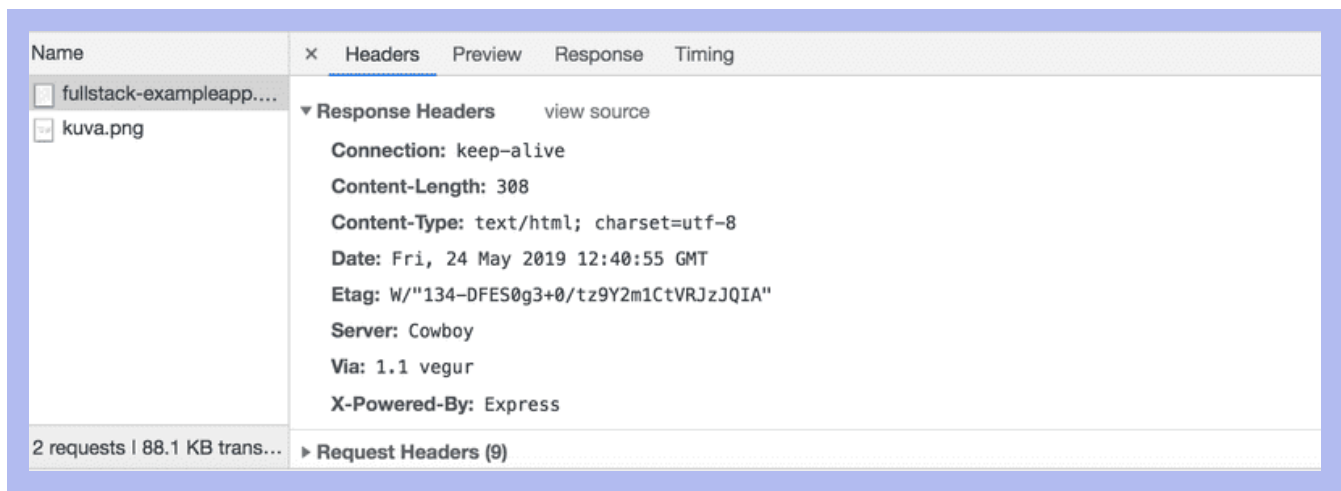 Name
× Headers Preview Response Timing
fullstack-exampleapp....
kuva.png
▼ Response Headers view source
Connection: keep-alive
Content-Length: 308
Content-Type: text/html; charset=utf-8
Date: Fri, 24 May 2019 12:40:55 GMT
Etag: W/"134-DFES0g3+0/tz9Y2m1CtVRJzJQIA"
Server: Cowboy
Via: 1.1 vegur
X-Powered-By: Express
2 requests | 88.1 KB trans...
▶ Request Headers (9)